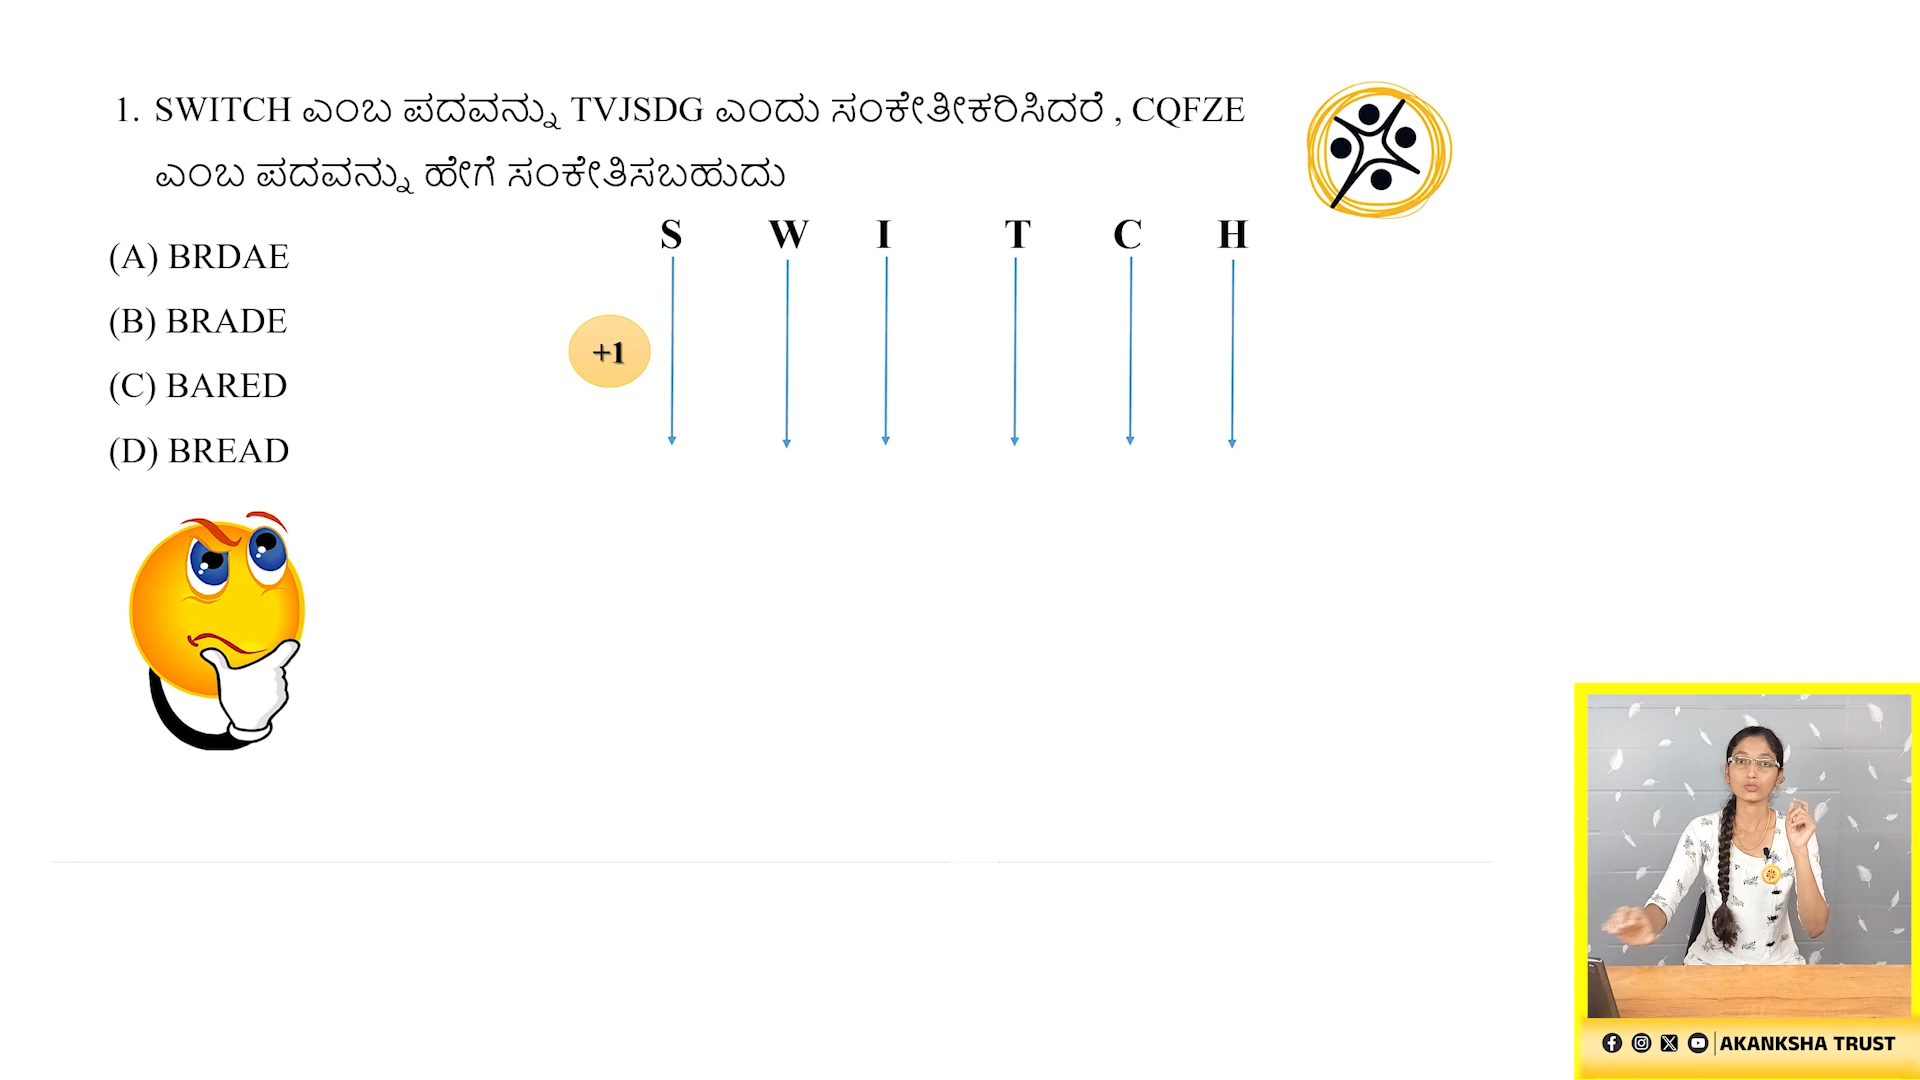 1. SWITCH ಎಂಬ ಪದವನ್ನು TVJSDG ಎಂದು ಸಂಕೇತೀಕರಿಸಿದರೆ , CQFZE
ಎಂಬ ಪದವನ್ನು ಹೇಗೆ ಸಂಕೇತಿಸಬಹುದು
S W I T C H
(A) BRDAE
(B) BRADE
+1
(C) BARED
(D) BREAD
AKANKSHA TRUST